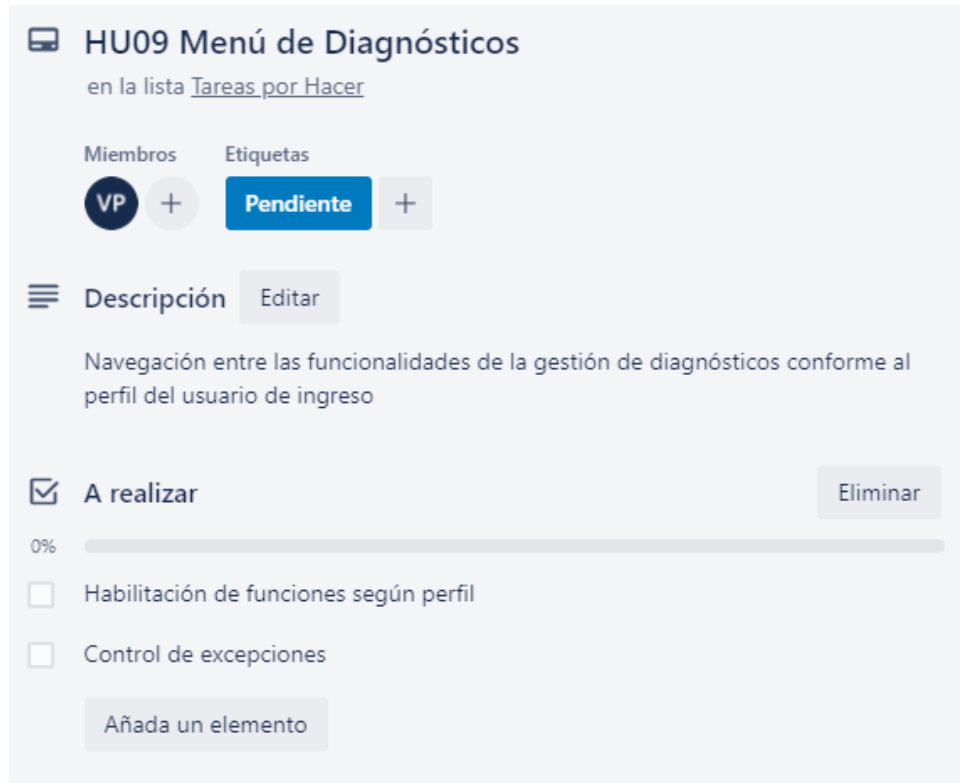 HU09 Menú de Diagnósticos
en la lista Tareas por Hacer
Miembros Etiquetas
VP + Pendiente +
Descripción Editar
Navegación entre las funcionalidades de la gestión de diagnósticos conforme al
perfil del usuario de ingreso
A realizar Eliminar
0%
Habilitación de funciones según perfil
Control de excepciones
Añada un elemento